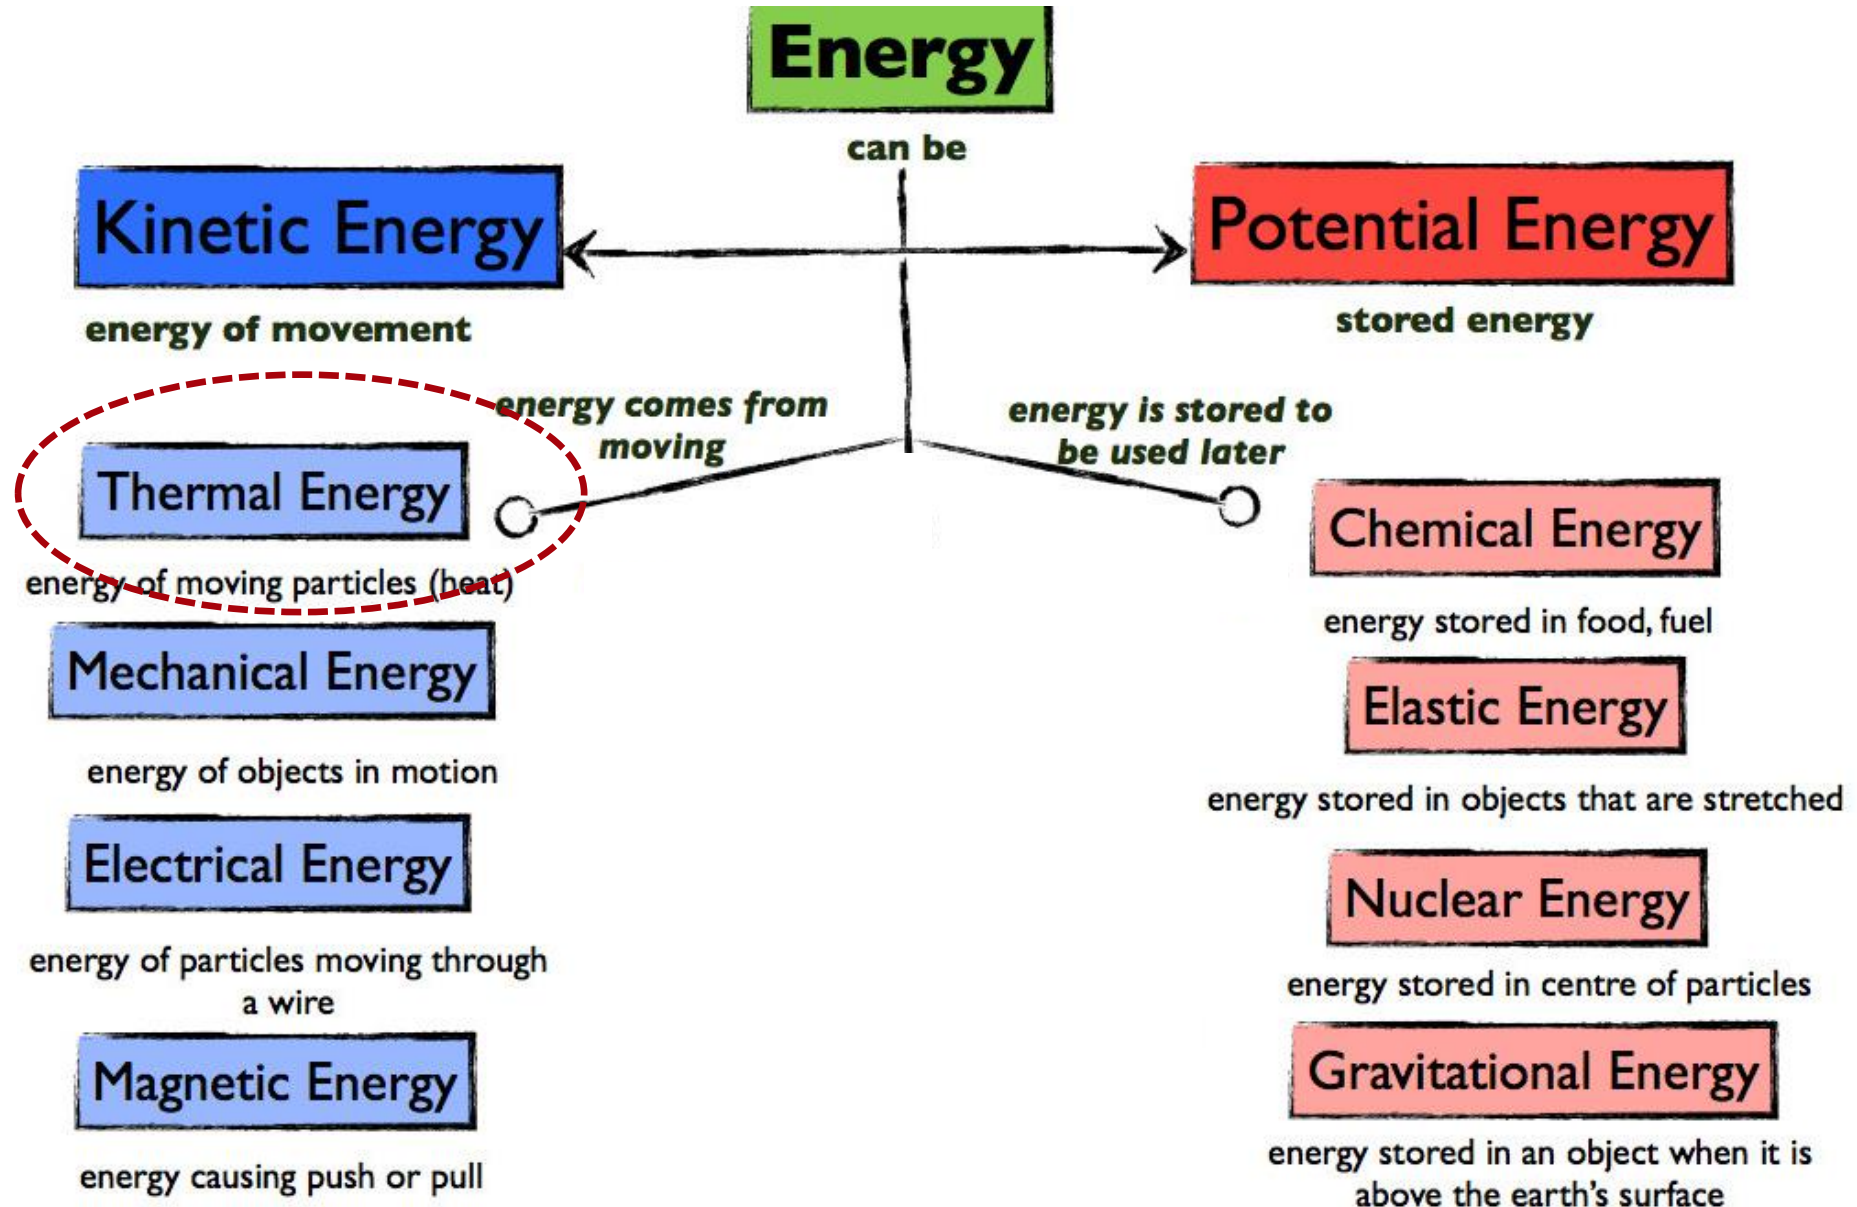 Energy
can be
Kinetic Energy
energy of movement
Potential Energy
stored energy
energy comes from
moving
energy is stored to
be used later
Thermal Energy
energy of moving particles (heat)
Mechanical Energy
energy of objects in motion
Electrical Energy
energy of particles moving through
a wire
Magnetic Energy
energy causing push or pull
Chemical Energy
energy stored in food, fuel
Elastic Energy
energy stored in objects that are stretched
Nuclear Energy
energy stored in centre of particles
Gravitational Energy
energy stored in an object when it is
above the earth's surface